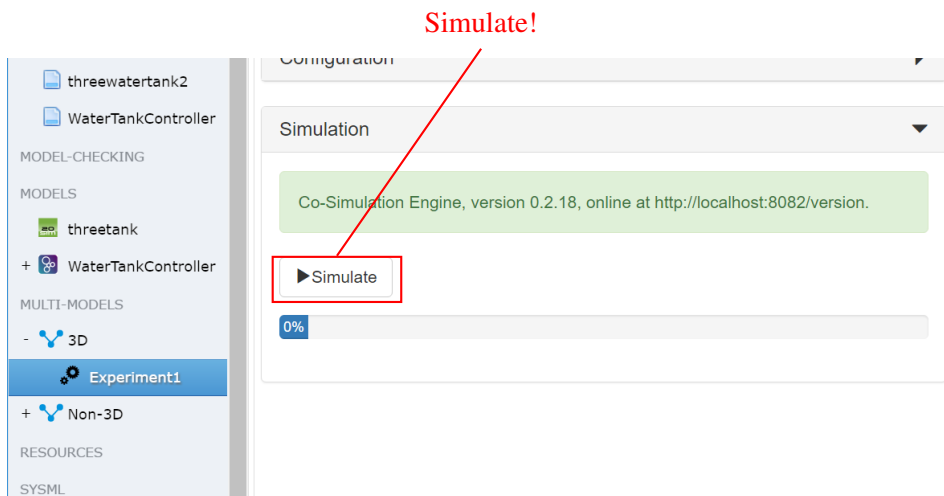 Simulate!
threewatertank2
WaterTankController
MODEL-CHECKING
MODELS
threetank
+ WaterTankController
MULTI-MODELS
- 3D
Experiment1
+ Non-3D
RESOURCES
SYSML
Configuration
Simulation
Co-Simulation Engine, version 0.2.18, online at http://localhost:8082/version.
Simulate
0%